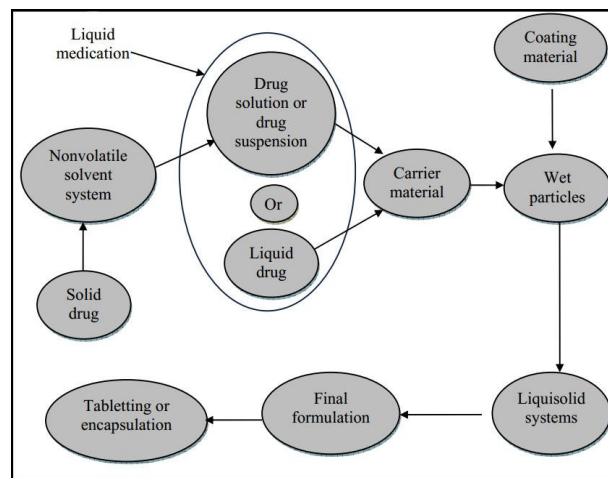 Liquid
medication
Coating
material
Drug
solution or
drug
suspension
Nonvolatile
solvent
system
Carrier
material
Wet
particles
Or
Liquid
drug
Solid
drug
Tabletting or
encapsulation
Final
formulation
Liquisolid
systems